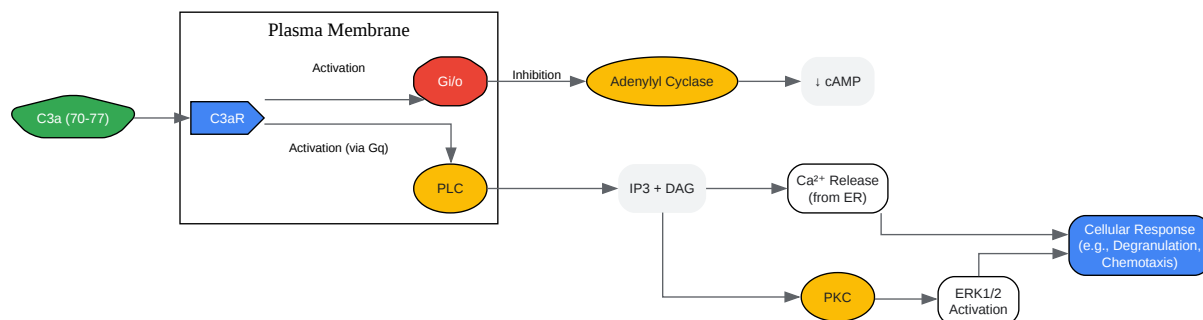 Plasma Membrane
Activation
Gi/o
Inhibition
Adenylyl Cyclase
↓ cAMP
C3a (70-77)
C3aR
Activation (via Gq)
PLC
IP3 + DAG
Ca²⁺ Release
(from ER)
Cellular Response
(e.g., Degranulation,
Chemotaxis)
PKC
ERK1/2
Activation